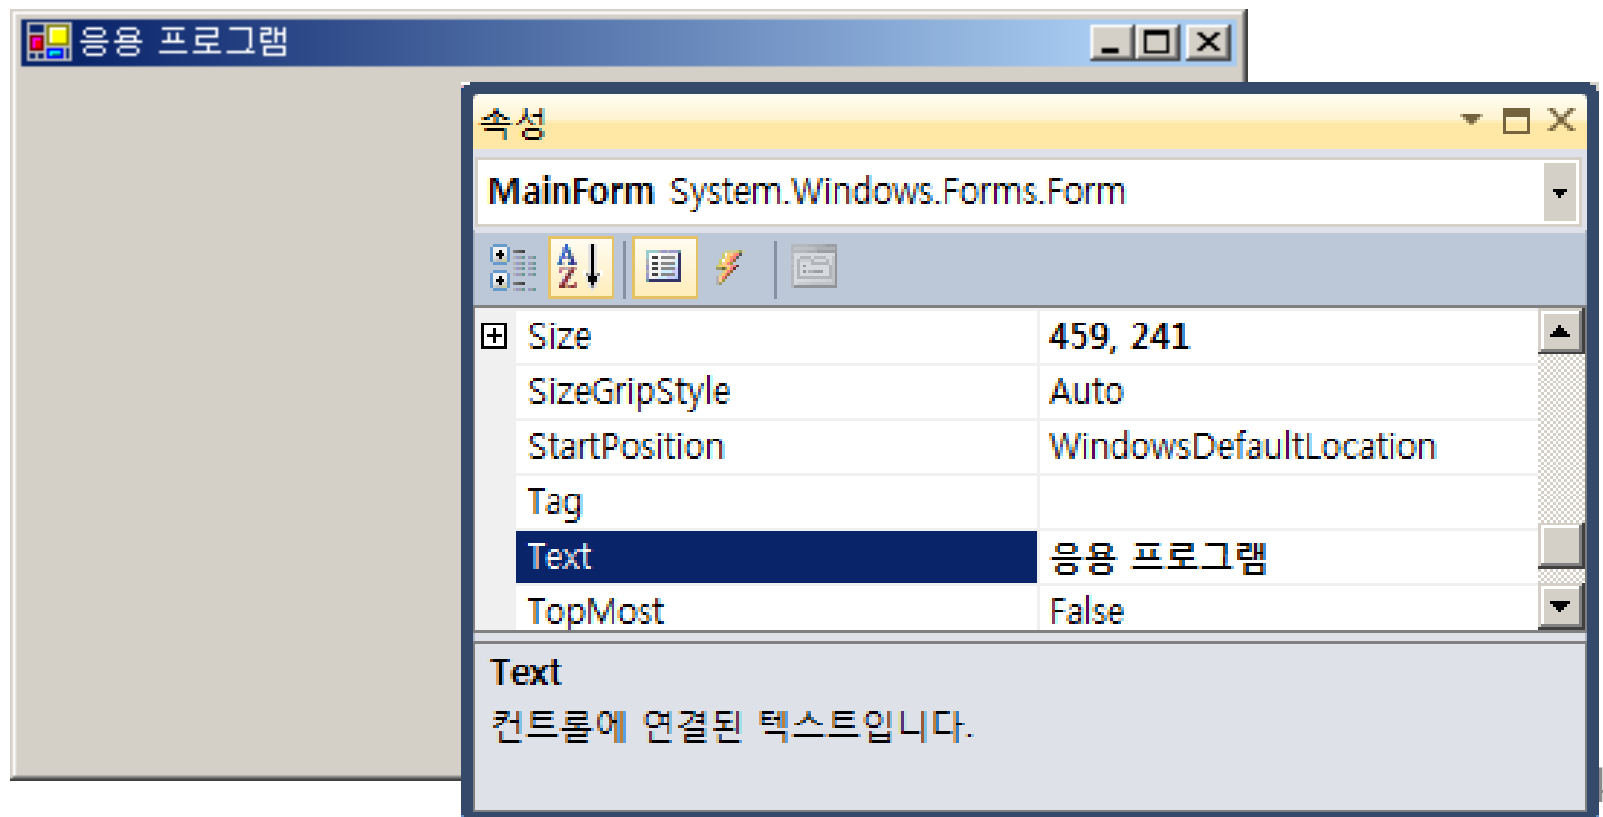 응용 프로그램
속성
MainForm System.Windows.Forms.Form
Size 459, 241
SizeGripStyle Auto
StartPosition WindowsDefaultLocation
Tag
Text 응용 프로그램
TopMost False
Text
컨트롤에 연결된 텍스트입니다.